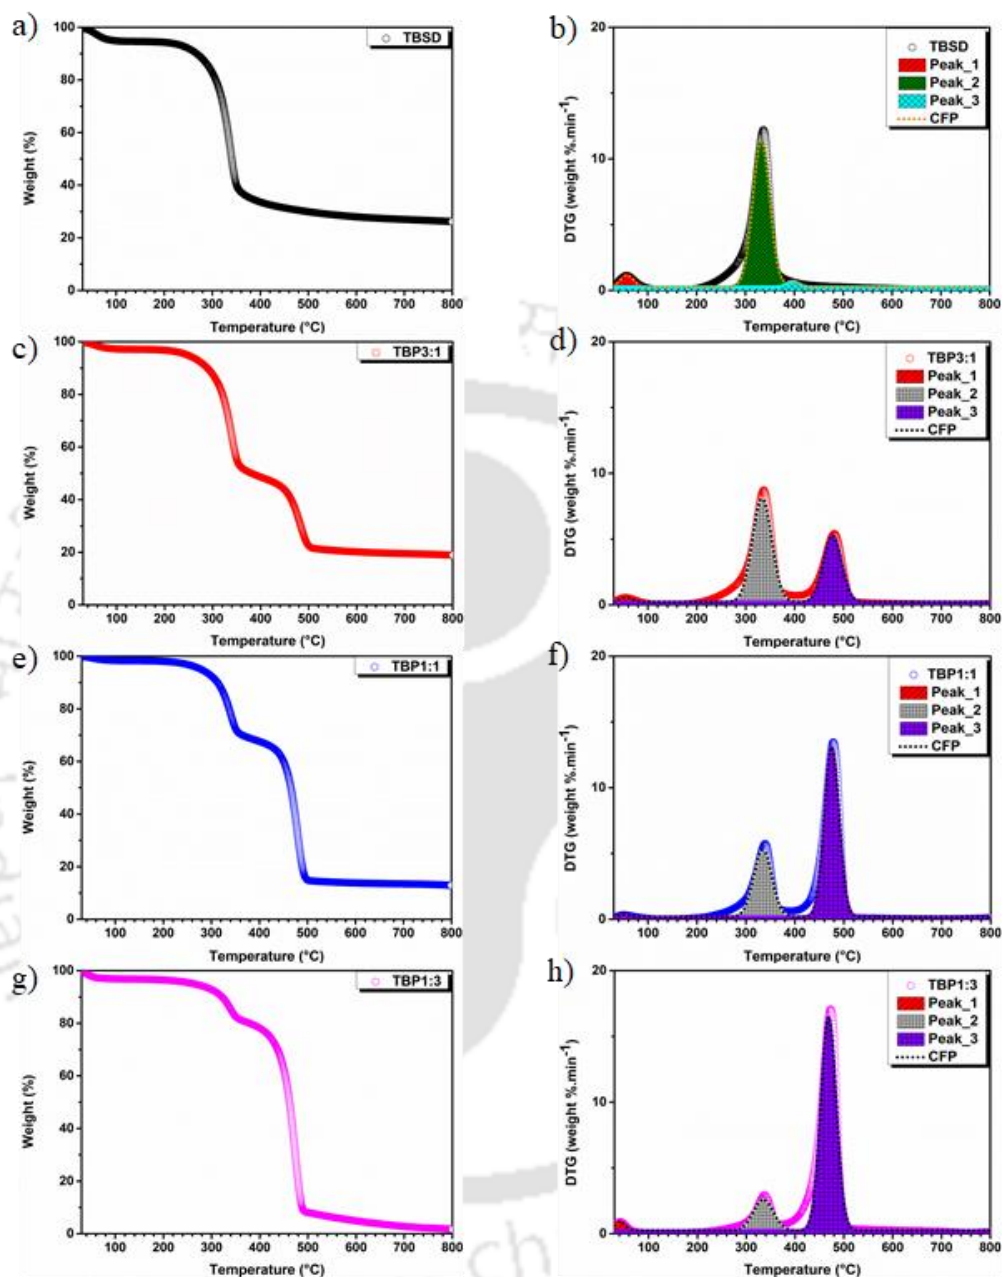 a)
100
80
60
40
20
0
Weight (%)
TBSD
100 200 300 400 500 600 700 800
Temperature (°C)
b)
20
10
0
DTG (weight %.min⁻¹)
TBSD
Peak_1
Peak_2
Peak_3
CFP
100 200 300 400 500 600 700 800
Temperature (°C)
c)
100
80
60
40
20
0
Weight (%)
TBP3:1
100 200 300 400 500 600 700 800
Temperature (°C)
d)
20
10
0
DTG (weight %.min⁻¹)
TBP3:1
Peak_1
Peak_2
Peak_3
CFP
100 200 300 400 500 600 700 800
Temperature (°C)
e)
100
80
60
40
20
0
Weight (%)
TBP1:1
100 200 300 400 500 600 700 800
Temperature (°C)
f)
20
10
0
DTG (weight %.min⁻¹)
TBP1:1
Peak_1
Peak_2
Peak_3
CFP
100 200 300 400 500 600 700 800
Temperature (°C)
g)
100
80
60
40
20
0
Weight (%)
TBP1:3
100 200 300 400 500 600 700 800
Temperature (°C)
h)
20
10
0
DTG (weight %.min⁻¹)
TBP1:3
Peak_1
Peak_2
Peak_3
CFP
100 200 300 400 500 600 700 800
Temperature (°C)